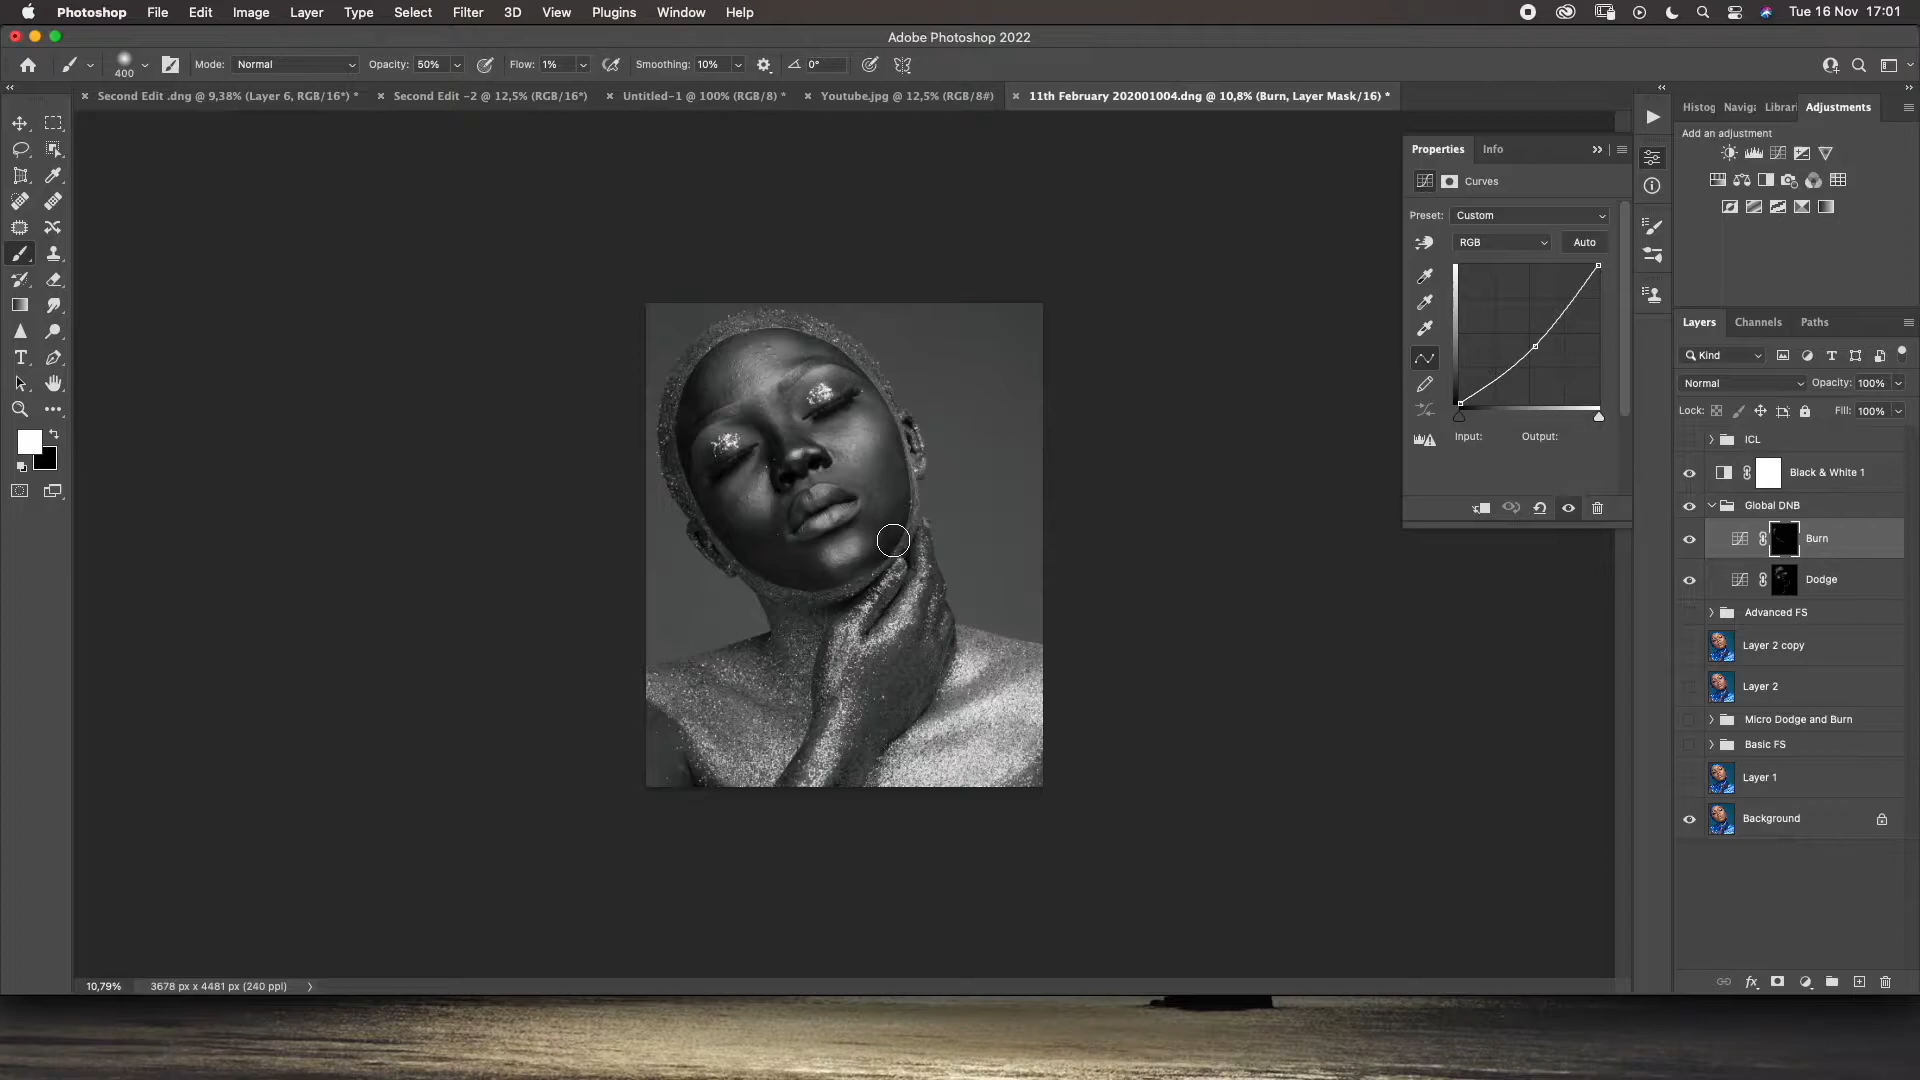 Photoshop File Edit Image Layer Type Select Filter 3D View Plugins Window Help Tue 16 Nov 17:01
Adobe Photoshop 2022
400 Mode: Normal Opacity: 50% Flow: 1% Smoothing: 10% 0°
Second Edit .dng @ 9,38% (Layer 6, RGB/16*) * Second Edit -2 @ 12,5% (RGB/16*) Untitled-1 @ 100% (RGB/8) * Youtube.jpg @ 12,5% (RGB/8#) 11th February 202001004.dng @ 10,8% (Burn, Layer Mask/16) *
Histog Naviga Librari Adjustments
Add an adjustment
Properties Info
Curves
Preset: Custom
RGB Auto
Input: Output:
Layers Channels Paths
Kind
Normal Opacity: 100%
Lock: Fill: 100%
ICL
Black & White 1
Global DNB
Burn
Dodge
Advanced FS
Layer 2 copy
Layer 2
Micro Dodge and Burn
Basic FS
Layer 1
Background
10,79% 3678 px x 4481 px (240 ppi)